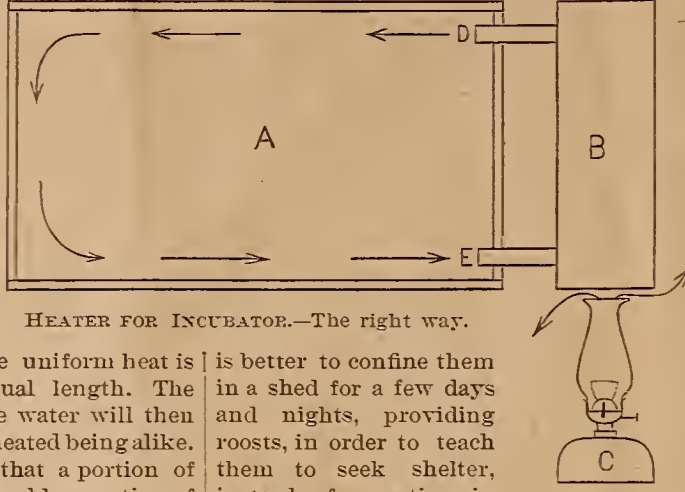 D
A
B
E
HEATER FOR INCUBATOR.—The right way.
C
e uniform heat is
ual length. The
e water will then
heated being alike.
that a portion of
is better to confine them
in a shed for a few days
and nights, providing
roosts, in order to teach
them to seek shelter,